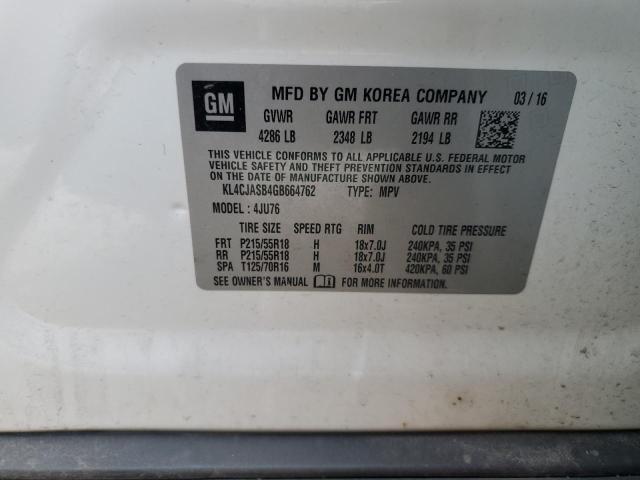 GM
MFD BY GM KOREA COMPANY 03/16
GVWR GAWR FRT GAWR RR
4286 LB 2348 LB 2194 LB
THIS VEHICLE CONFORMS TO ALL APPLICABLE U.S. FEDERAL MOTOR
VEHICLE SAFETY AND THEFT PREVENTION STANDARDS IN EFFECT ON
THE DATE OF MANUFACTURE SHOWN ABOVE.
KL4CJASB4GB664762 TYPE: MPV
MODEL: 4JU76
TIRE SIZE SPEED RTG RIM COLD TIRE PRESSURE
FRT P215/55R18 H 18x7.0J 240KPA, 35 PSI
RR P215/55R18 H 18x7.0J 240KPA, 35 PSI
SPA T125/70R16 M 16x4.0T 420KPA, 60 PSI
SEE OWNER'S MANUAL FOR MORE INFORMATION.